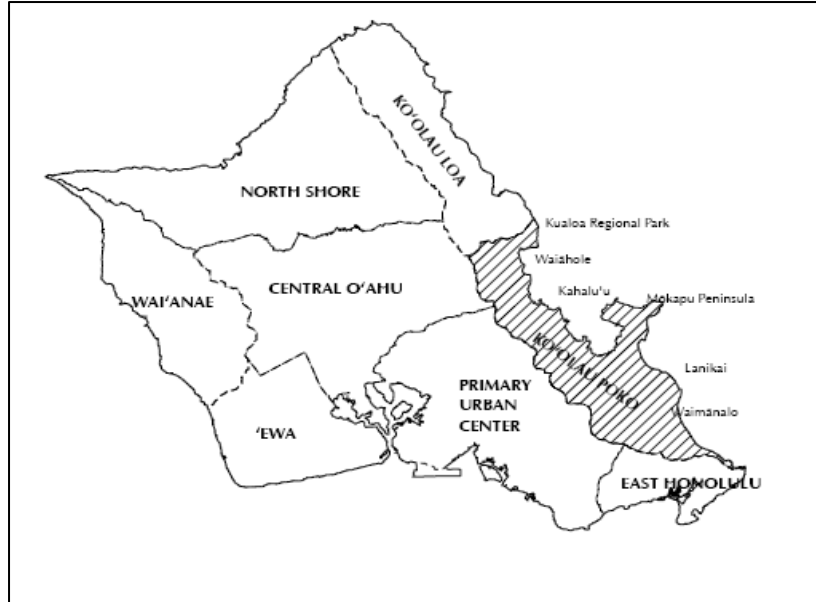 KO'OLAU LOA
NORTH SHORE
Kualoa Regional Park
Waiāhole
CENTRAL O'AHU
Kahalu'u
WAI'ANAE
Mōkapu Peninsula
KO'OLAU POKO
Lanikai
PRIMARY
URBAN
CENTER
Waimānalo
'EWA
EAST HONOLULU